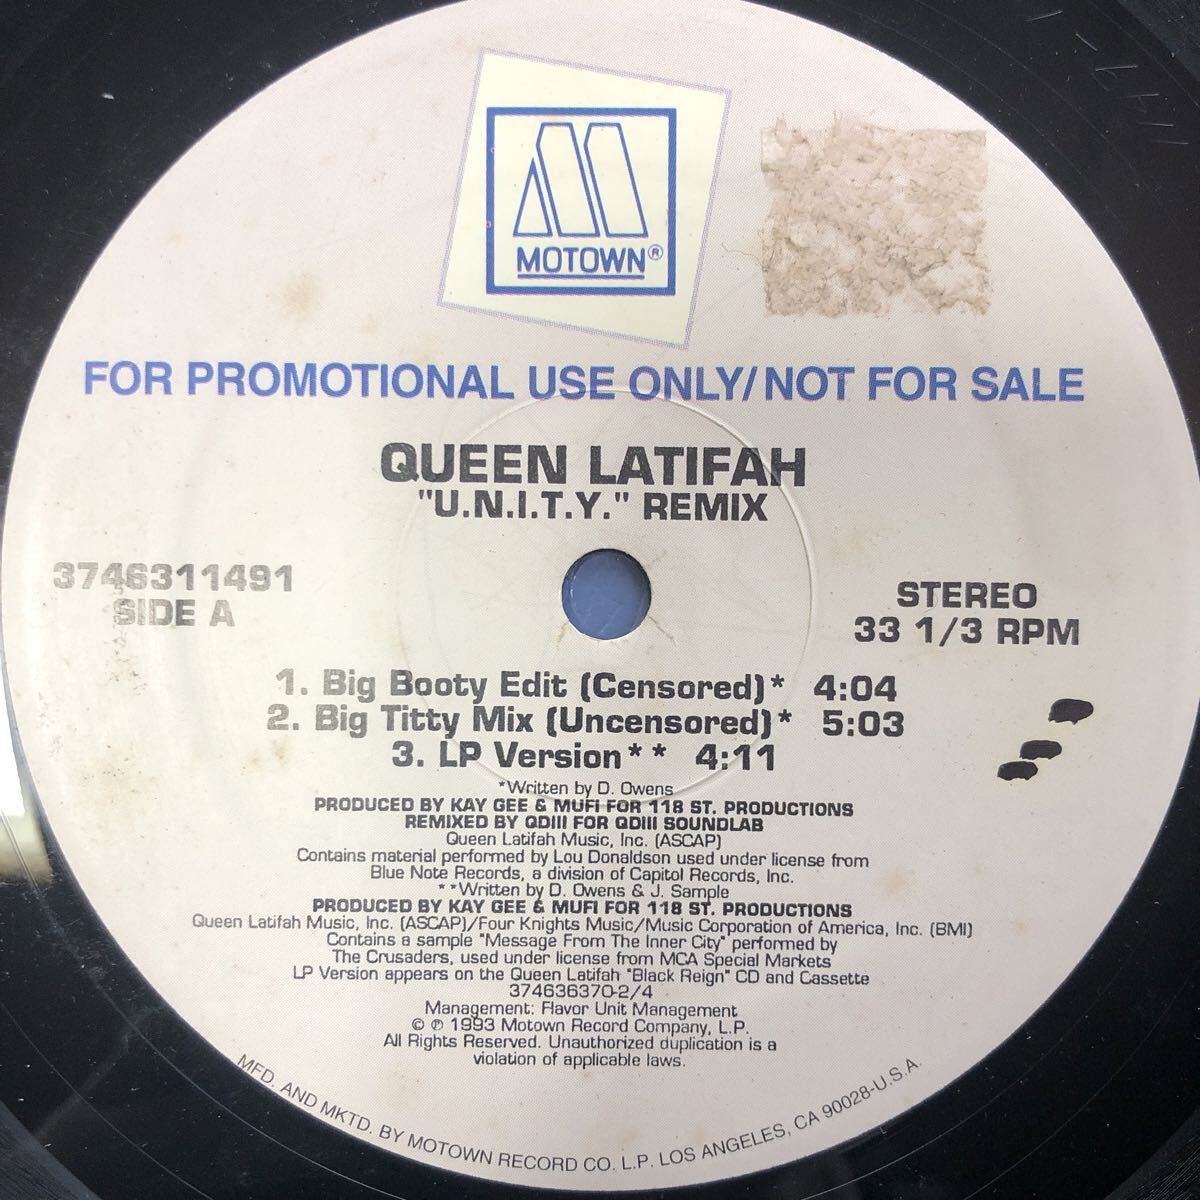 MOTOWN®
FOR PROMOTIONAL USE ONLY/NOT FOR SALE
QUEEN LATIFAH
"U.N.I.T.Y." REMIX
3746311491
SIDE A
STEREO
33 1/3 RPM
1. Big Booty Edit (Censored)* 4:04
2. Big Titty Mix (Uncensored)* 5:03
3. LP Version** 4:11
*Written by D. Owens
PRODUCED BY KAY GEE & MUFI FOR 118 ST. PRODUCTIONS
REMIXED BY QDIII FOR QDIII SOUNDLAB
Queen Latifah Music, Inc. (ASCAP)
Contains material performed by Lou Donaldson used under license from
Blue Note Records, a division of Capitol Records, Inc.
**Written by D. Owens & J. Sample
PRODUCED BY KAY GEE & MUFI FOR 118 ST. PRODUCTIONS
Queen Latifah Music, Inc. (ASCAP)/Four Knights Music/Music Corporation of America, Inc. (BMI)
Contains a sample "Message From The Inner City" performed by
The Crusaders, used under license from MCA Special Markets
LP Version appears on the Queen Latifah "Black Reign" CD and Cassette
374636370-2/4
Management: Flavor Unit Management
© ℗ 1993 Motown Record Company, L.P.
All Rights Reserved. Unauthorized duplication is a
violation of applicable laws.
MFD. AND MKTD. BY MOTOWN RECORD CO. L.P. LOS ANGELES, CA 90028-U.S.A.